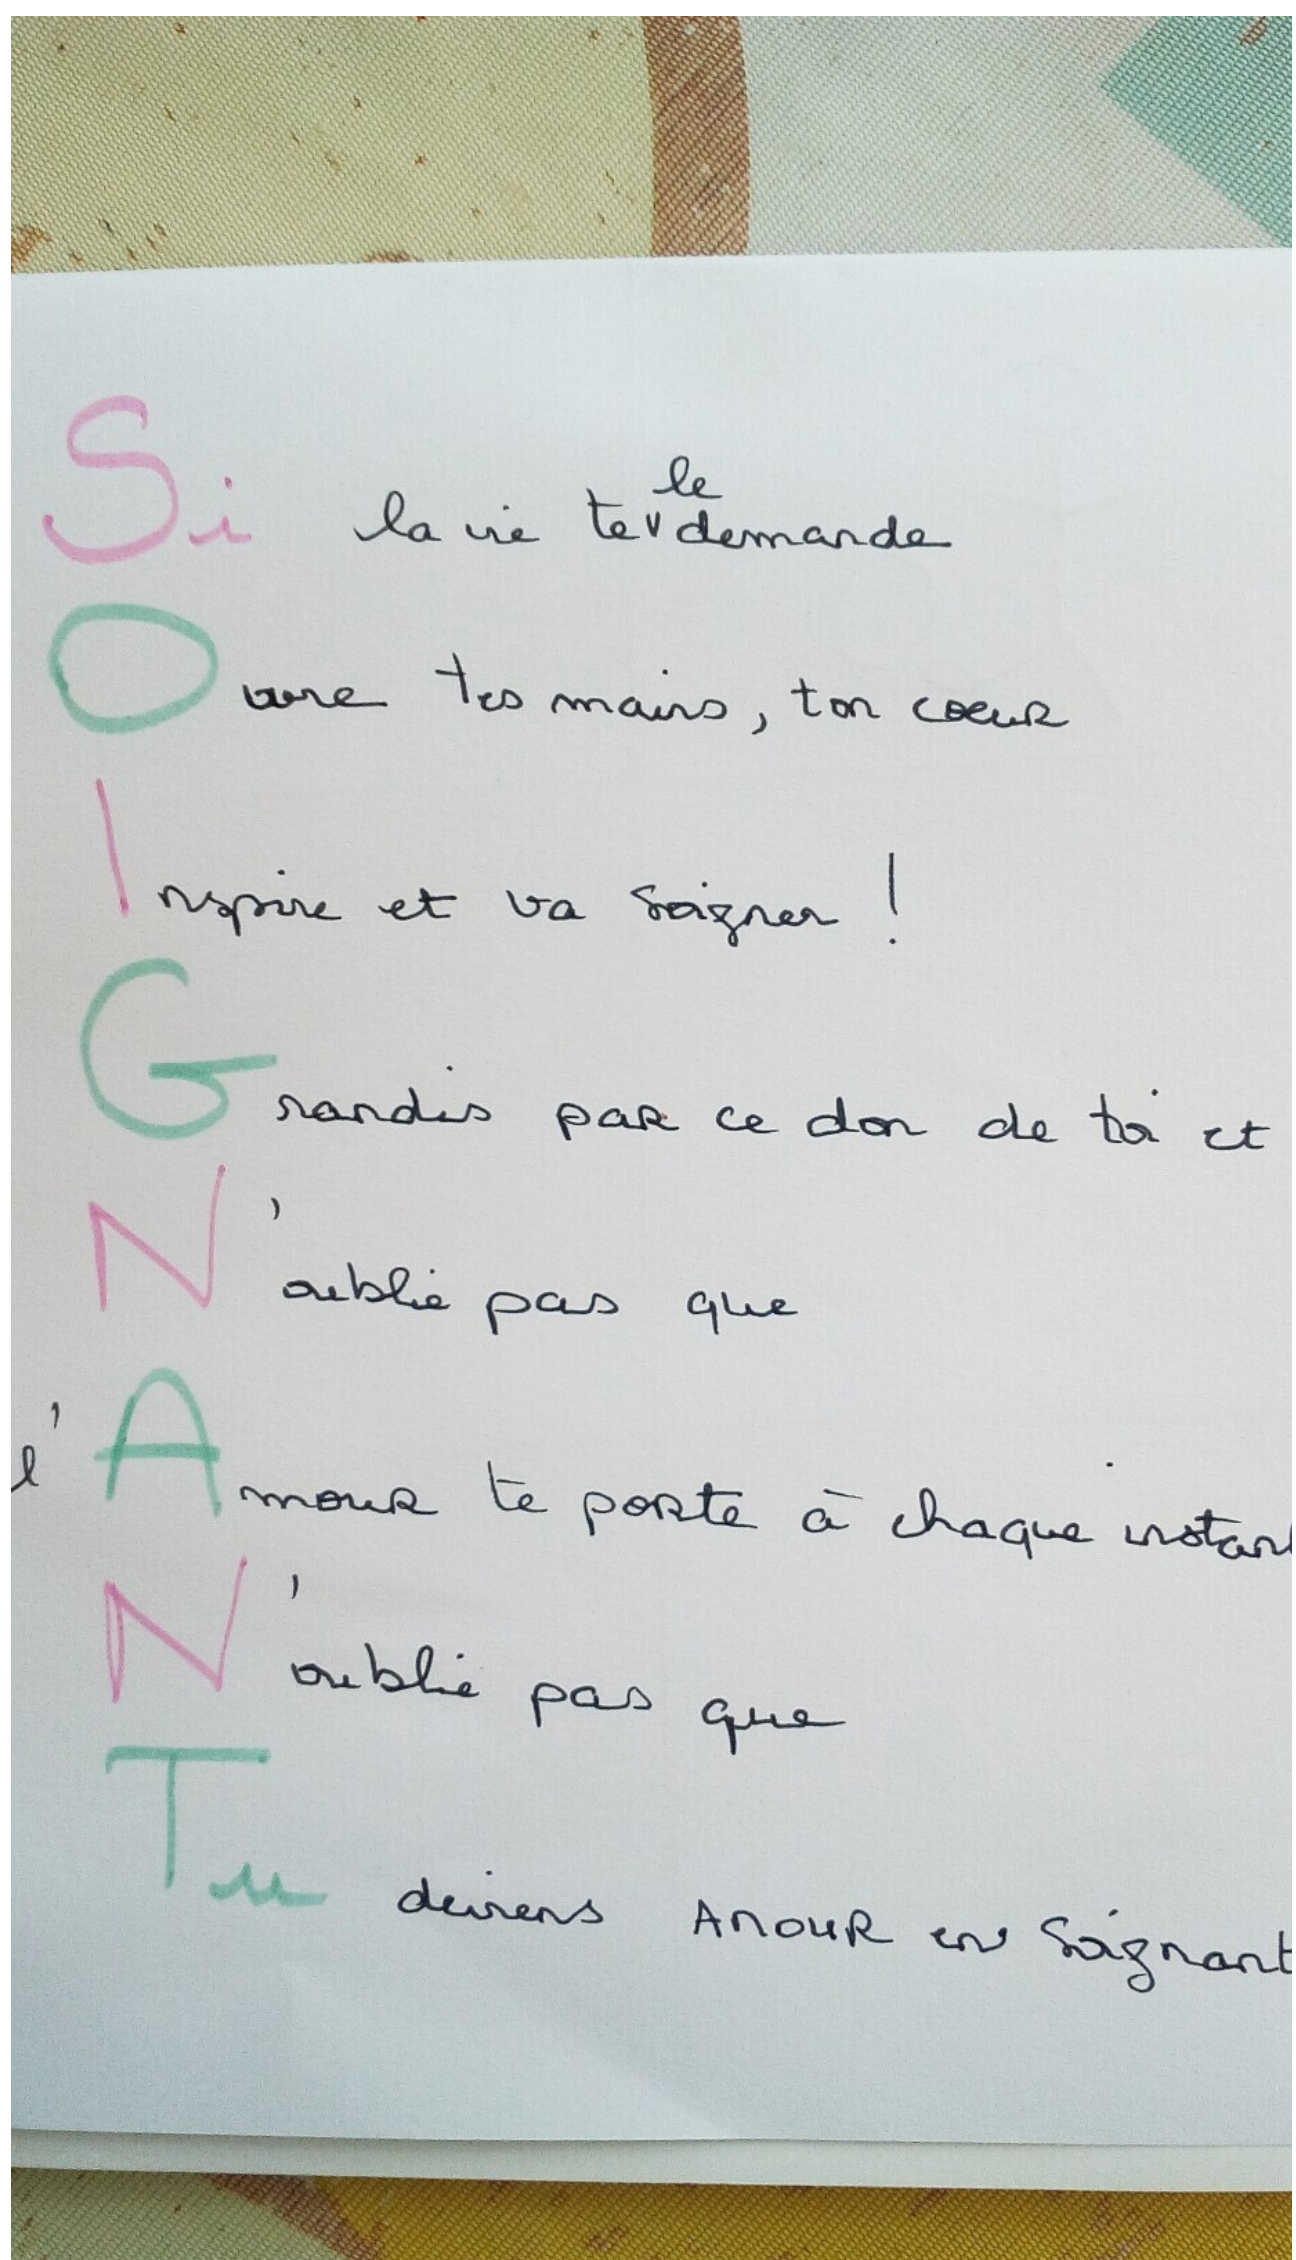 Si la vie te le demande
Ouvre tes mains, ton coeur
Inspire et va soigner !
Grandis par ce don de toi et
N'oublie pas que
l'Amour te porte à chaque instant
N'oublie pas que
Tu deviens AMOUR en soignant